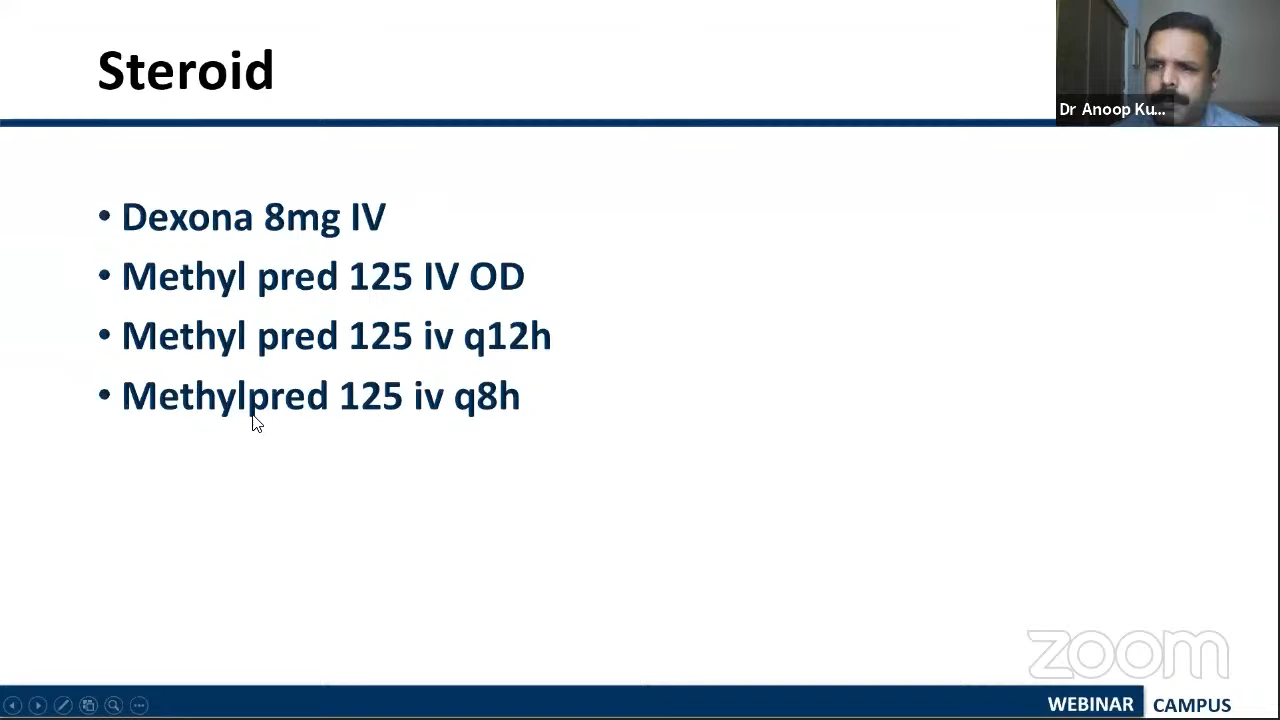 Steroid
Dr Anoop Ku...
• Dexona 8mg IV
• Methyl pred 125 IV OD
• Methyl pred 125 iv q12h
• Methylpred 125 iv q8h
zoom
WEBINAR CAMPUS